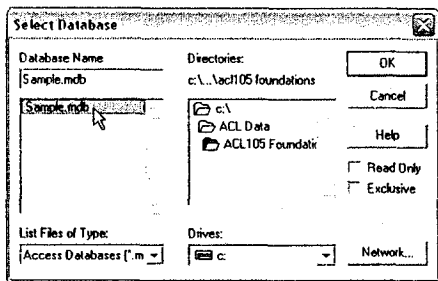 Select Database
Database Name
Sample.mdb
Sample.mdb
List Files of Type:
Access Databases (*.m
Directories:
c:\...\acl105 foundations
c:\
ACL Data
ACL105 Foundatic
Drives:
c:
OK
Cancel
Help
Read Only
Exclusive
Network...